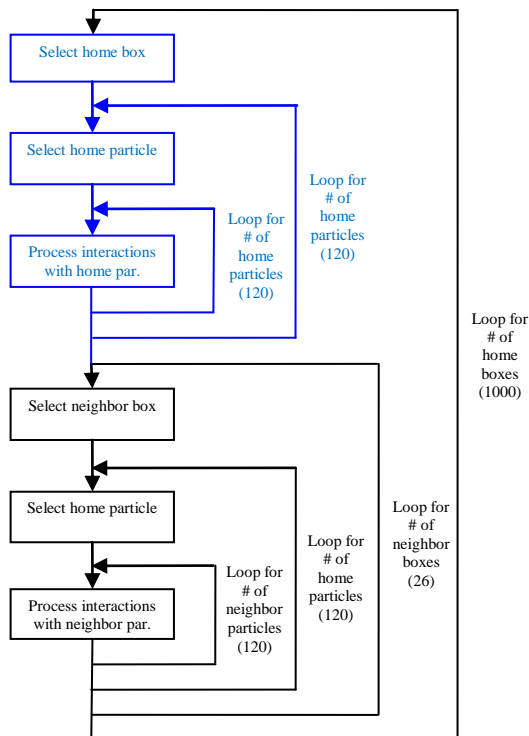 Select home box
Select home particle
Loop for
# of
home
particles
(120)
Loop for
# of
home
particles
(120)
Process interactions
with home par.
Loop for
# of
home
boxes
(1000)
Select neighbor box
Select home particle
Loop for
# of
neighbor
boxes
(26)
Loop for
# of
home
particles
(120)
Loop for
# of
neighbor
particles
(120)
Process interactions
with neighbor par.